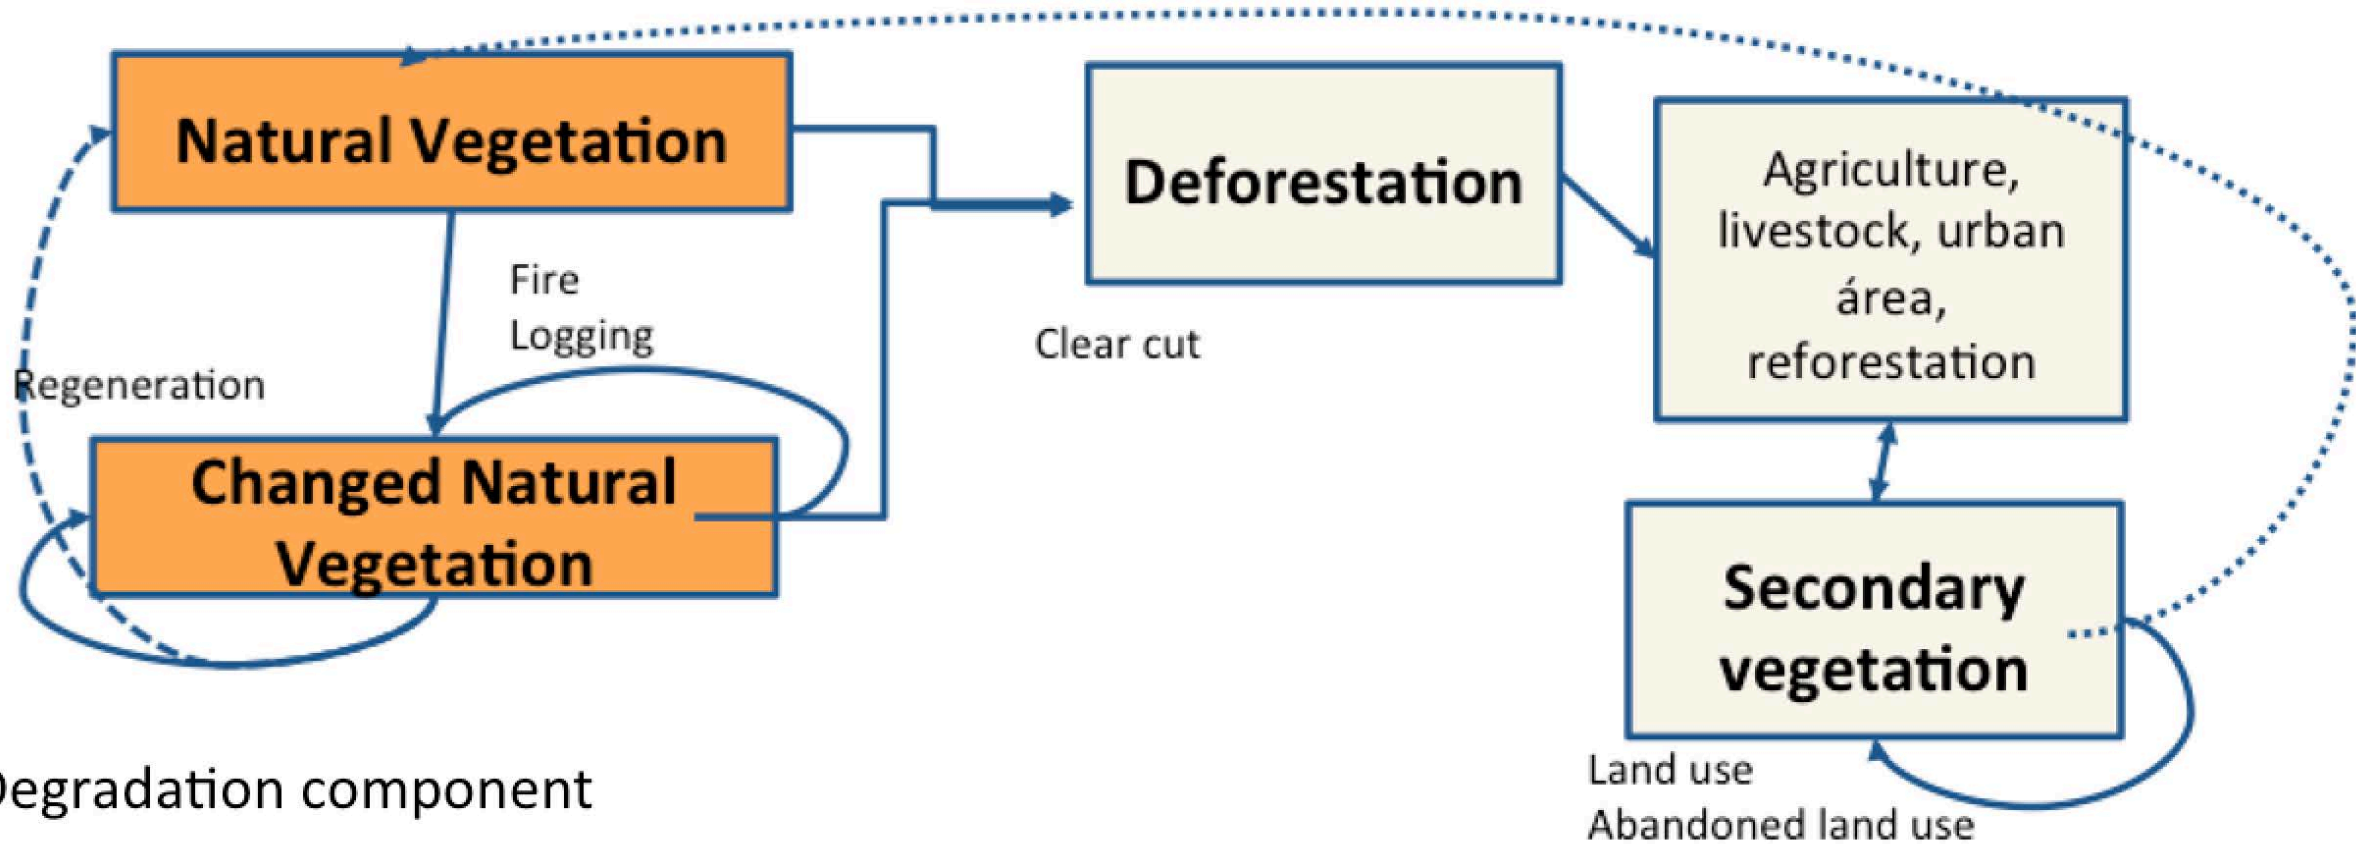 Natural Vegetation
Fire
Logging
Regeneration
Changed Natural
Vegetation
Degradation component
Deforestation
Clear cut
Agriculture,
livestock, urban
área,
reforestation
Secondary
vegetation
Land use
Abandoned land use